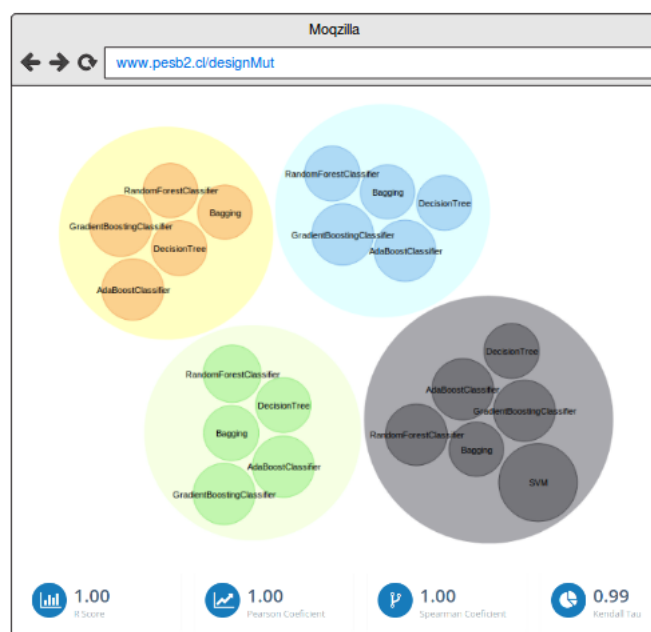 Moqzilla
www.pesb2.cl/designMut
RandomForestClassifier
Bagging
GradientBoostingClassifier
DecisionTree
AdaBoostClassifier
RandomForestClassifier
Bagging
DecisionTree
GradientBoostingClassifier
AdaBoostClassifier
RandomForestClassifier
DecisionTree
Bagging
AdaBoostClassifier
GradientBoostingClassifier
DecisionTree
AdaBoostClassifier
GradientBoostingClassifier
RandomForestClassifier
Bagging
SVM
1.00
R Score
1.00
Pearson Coeficient
1.00
Spearman Coeficient
0.99
Kendall Tau